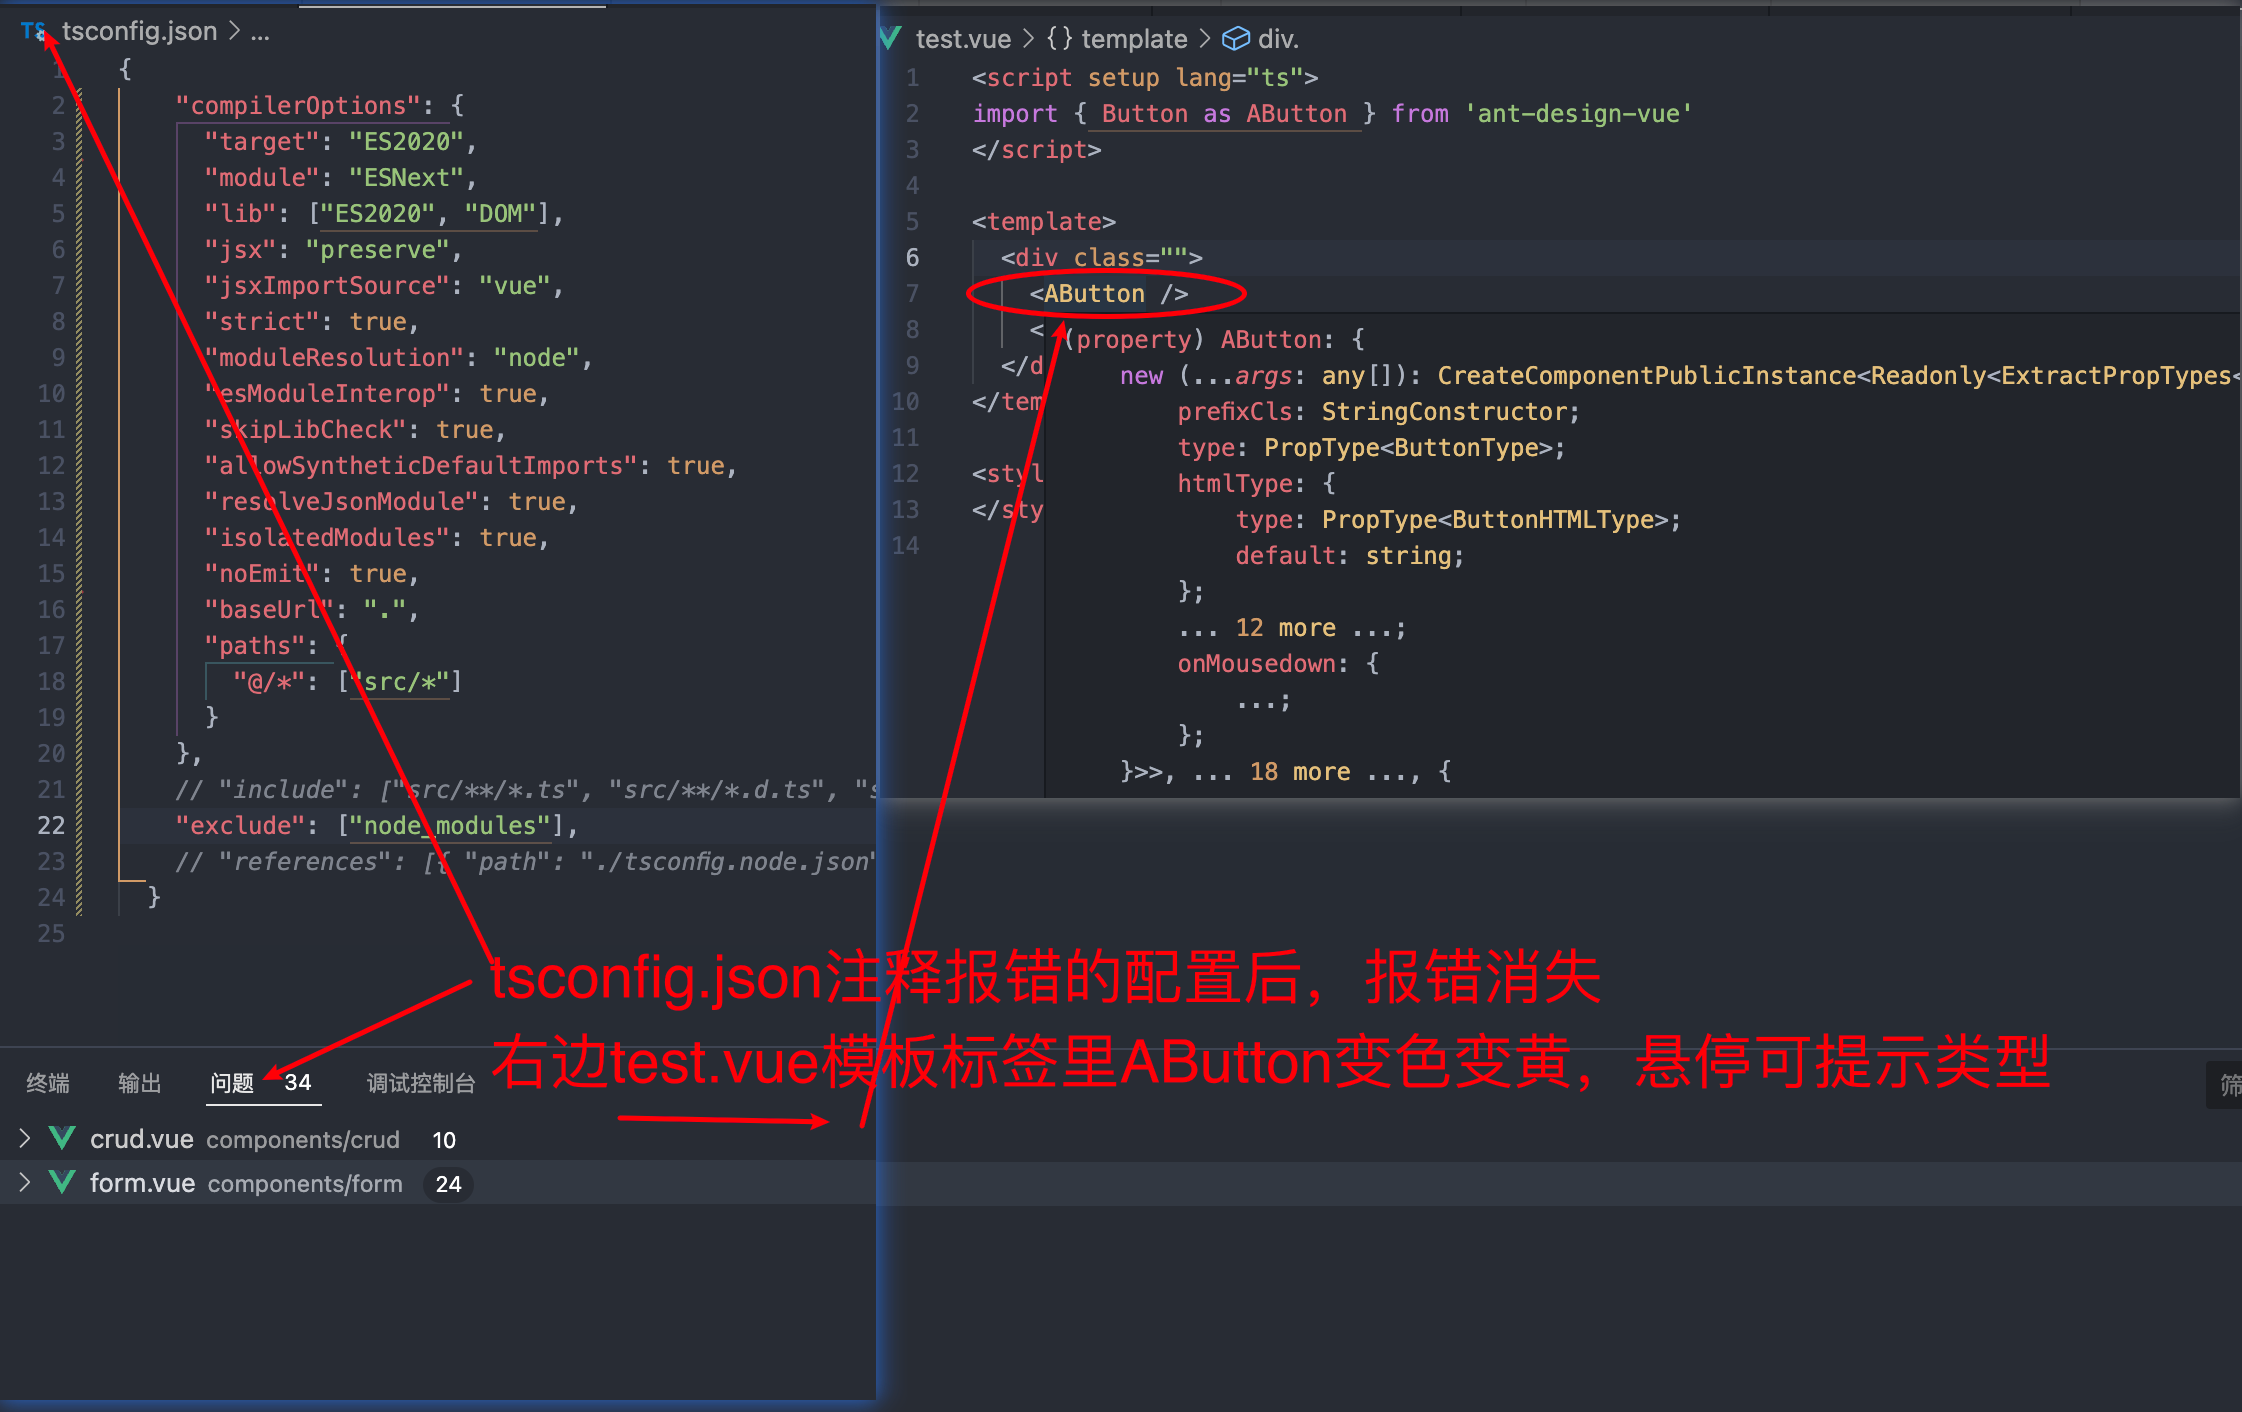 tsconfig.json > ...
1 {
2 "compilerOptions": {
3 "target": "ES2020",
4 "module": "ESNext",
5 "lib": ["ES2020", "DOM"],
6 "jsx": "preserve",
7 "jsxImportSource": "vue",
8 "strict": true,
9 "moduleResolution": "node",
10 "esModuleInterop": true,
11 "skipLibCheck": true,
12 "allowSyntheticDefaultImports": true,
13 "resolveJsonModule": true,
14 "isolatedModules": true,
15 "noEmit": true,
16 "baseUrl": ".",
17 "paths": {
18 "@/*": ["src/*"]
19 }
20 },
21 // "include": ["src/**/*.ts", "src/**/*.d.ts", "s
22 "exclude": ["node_modules"],
23 // "references": [{ "path": "./tsconfig.node.json"
24 }
25
test.vue > {} template > div.
1 <script setup lang="ts">
2 import { Button as AButton } from 'ant-design-vue'
3 </script>
4
5 <template>
6 <div class="">
7 <AButton />
8 <
9 </d
10 </tem
11
12 <styl
13 </sty
14
(property) AButton: {
new (...args: any[]): CreateComponentPublicInstance<Readonly<ExtractPropTypes<
prefixCls: StringConstructor;
type: PropType<ButtonType>;
htmlType: {
type: PropType<ButtonHTMLType>;
default: string;
};
... 12 more ...;
onMousedown: {
...;
};
}>>, ... 18 more ..., {
tsconfig.json注释报错的配置后，报错消失
右边test.vue模板标签里AButton变色变黄，悬停可提示类型
终端 输出 问题 34 调试控制台 筛
crud.vue components/crud 10
form.vue components/form 24